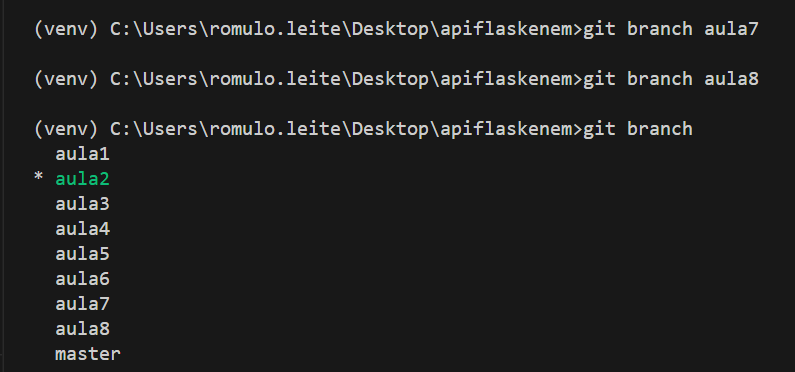 (venv) C:\Users\romulo.leite\Desktop\apiflaskenem>git branch aula7
(venv) C:\Users\romulo.leite\Desktop\apiflaskenem>git branch aula8
(venv) C:\Users\romulo.leite\Desktop\apiflaskenem>git branch
  aula1
* aula2
  aula3
  aula4
  aula5
  aula6
  aula7
  aula8
  master